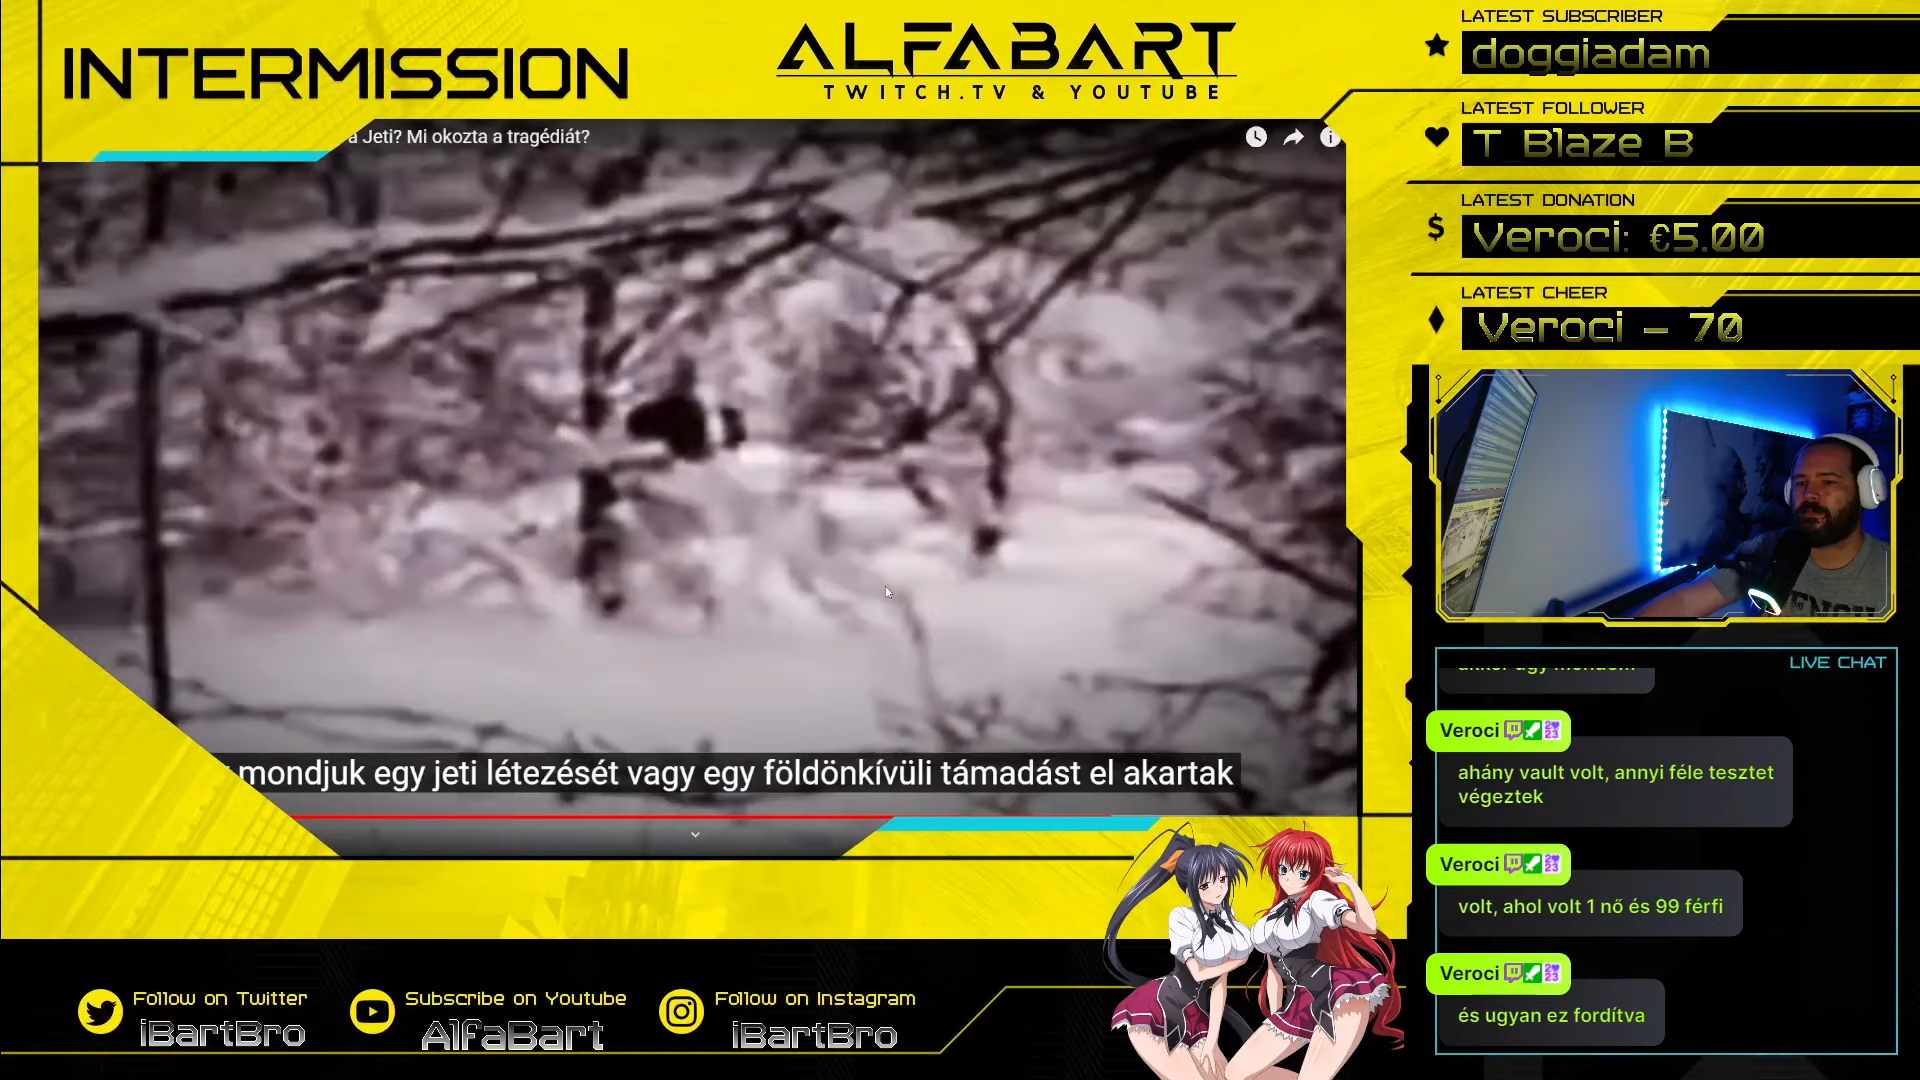 INTERMISSION
ALFABART
TWITCH.TV & YOUTUBE
a Jeti? Mi okozta a tragédiát?
mondjuk egy jeti létezését vagy egy földönkívüli támadást el akartak
LATEST SUBSCRIBER
doggiadam
LATEST FOLLOWER
T_Blaze_B
LATEST DONATION
Veroci: €5.00
LATEST CHEER
Veroci - 70
LIVE CHAT
Veroci
ahány vault volt, annyi féle tesztet
végeztek
Veroci
volt, ahol volt 1 nő és 99 férfi
Veroci
és ugyan ez fordítva
Follow on Twitter
iBartBro
Subscribe on Youtube
AlfaBart
Follow on Instagram
iBartBro